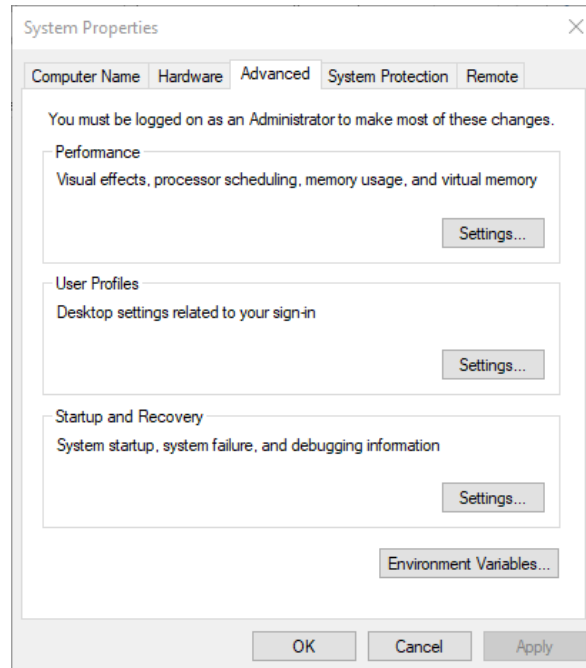 System Properties
Computer Name Hardware Advanced System Protection Remote
You must be logged on as an Administrator to make most of these changes.
Performance
Visual effects, processor scheduling, memory usage, and virtual memory
Settings...
User Profiles
Desktop settings related to your sign-in
Settings...
Startup and Recovery
System startup, system failure, and debugging information
Settings...
Environment Variables...
OK Cancel Apply